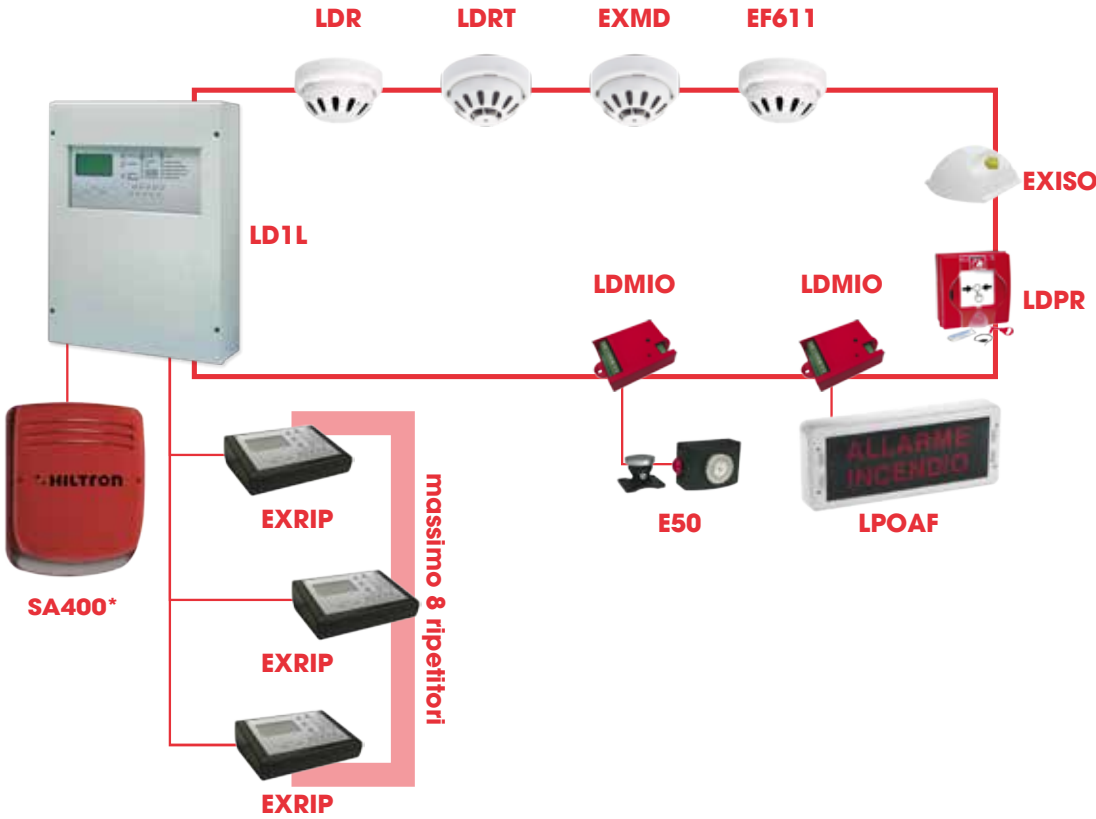 LDR
LDRT
EXMD
EF611
LD1L
EXISO
LDPR
LDMIO
LDMIO
HILTRON
SA400*
EXRIP
EXRIP
EXRIP
massimo 8 ripetitori
E50
ALLARME
INCENDIO
LPOAF